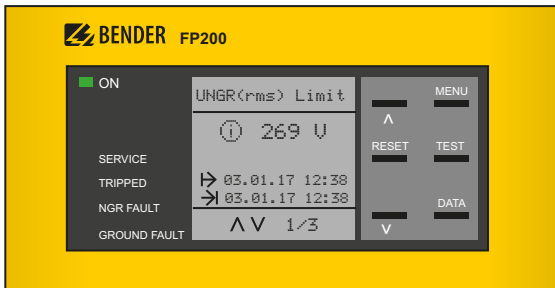 BENDER FP200
ON
UNGR(rms) Limit
269 V
SERVICE
TRIPPED
NGR FAULT
GROUND FAULT
03.01.17 12:38
03.01.17 12:38
1/3
MENU
RESET
TEST
DATA